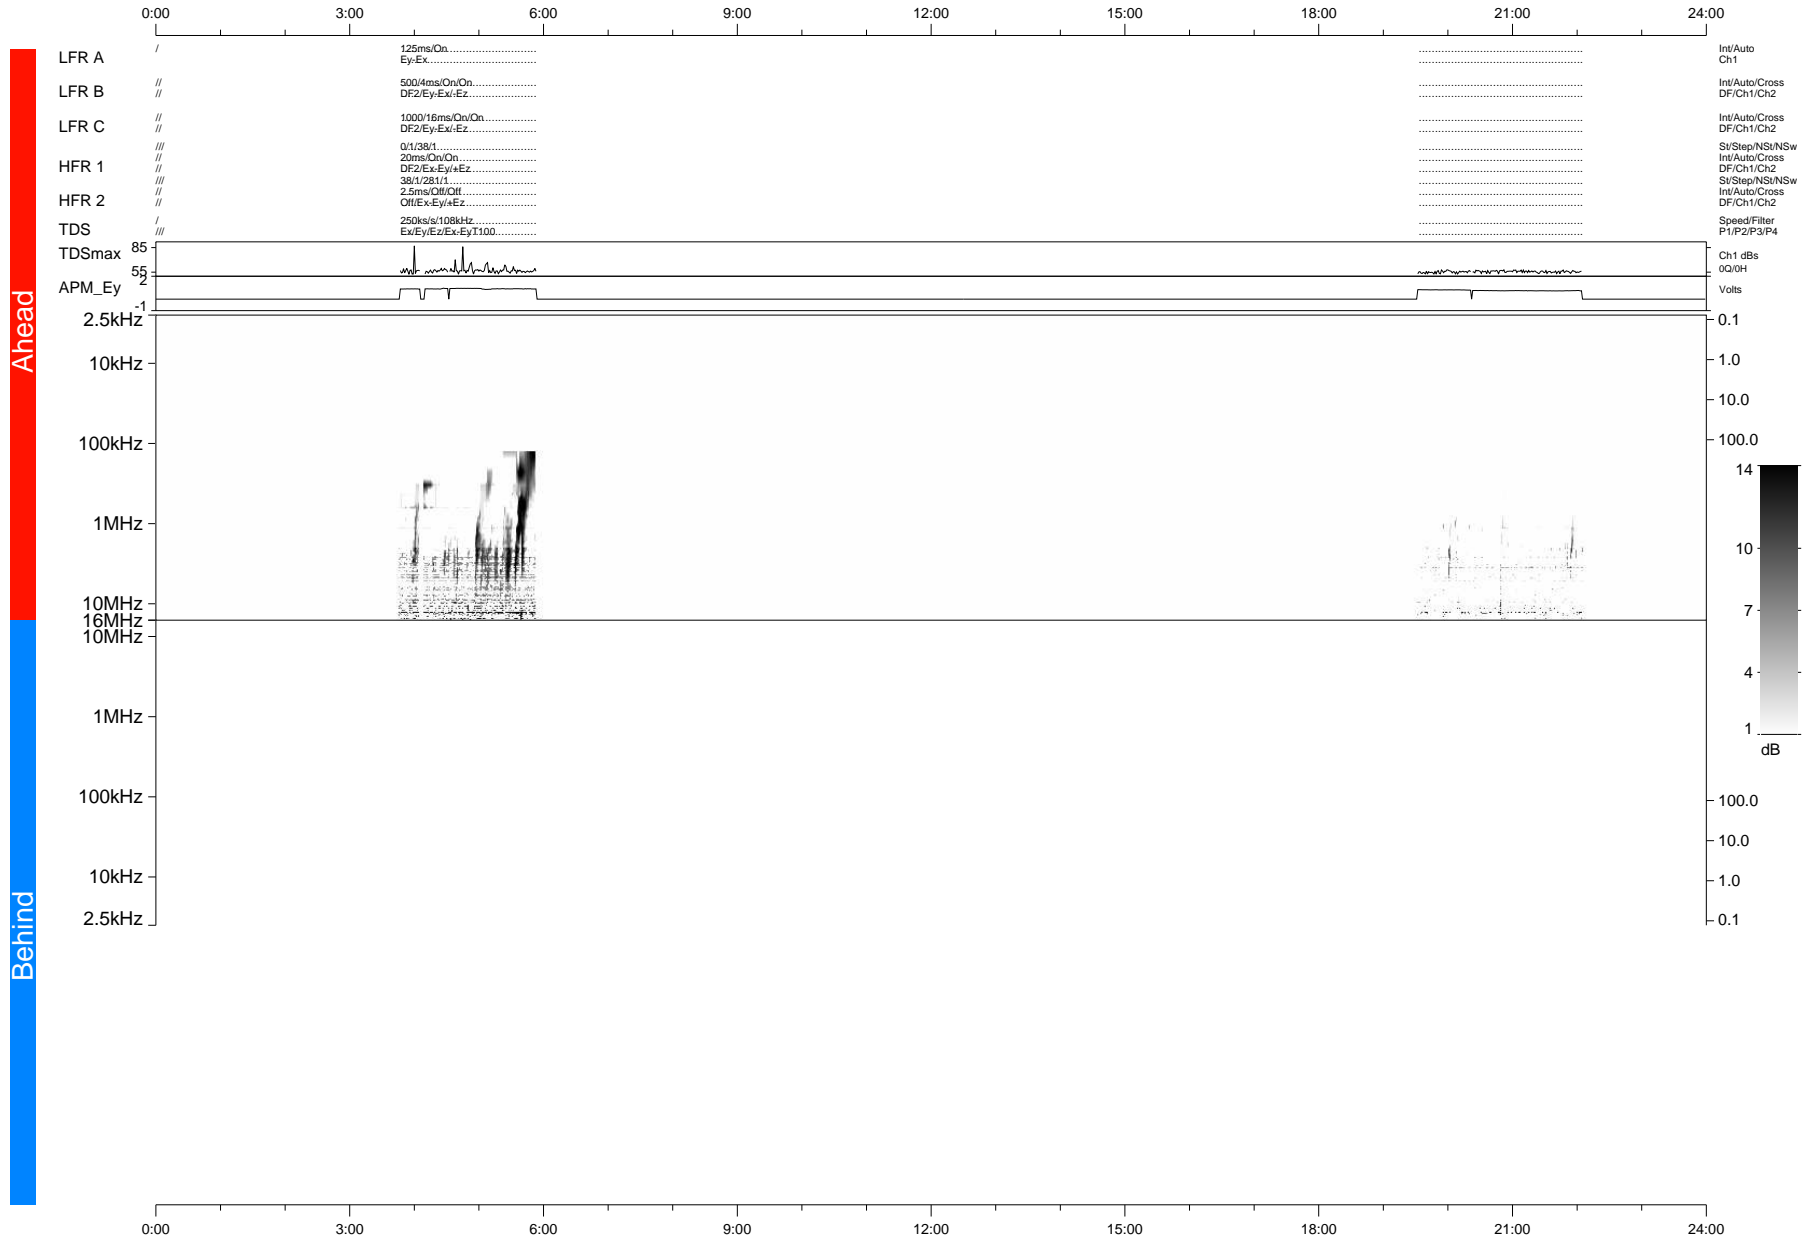 0:00 3:00 6:00 9:00 12:00 15:00 18:00 21:00 24:00
LFR A / 125ms/On Int/Auto
Ey-Ex Ch1
LFR B // 500/4ms/On/On Int/Auto/Cross
// DF2/Ey-Ex/-Ez DF/Ch1/Ch2
LFR C // 1000/16ms/On/On Int/Auto/Cross
// DF2/Ey-Ex/-Ez DF/Ch1/Ch2
/// 0/1/38/1 St/Step/NSt/NSw
HFR 1 // 20ms/On/On Int/Auto/Cross
// DF2/Ex-Ey/+Ez DF/Ch1/Ch2
/// 38/1/281/1 St/Step/NSt/NSw
HFR 2 // 2.5ms/Off/Off Int/Auto/Cross
// Off/Ex-Ey/+Ez DF/Ch1/Ch2
TDS / 250ks/s/108kHz Speed/Filter
/// Ex/Ey/Ez/Ex-EyT100 P1/P2/P3/P4
TDSmax 85 Ch1 dBs
55 0Q/0H
APM_Ey 2 Volts
-1
Ahead
2.5kHz 0.1
10kHz 1.0
10.0
100kHz 100.0
1MHz
10MHz
16MHz
10MHz
1MHz
100kHz 100.0
10.0
10kHz 1.0
2.5kHz 0.1
Behind
14
10
7
4
1
dB
0:00 3:00 6:00 9:00 12:00 15:00 18:00 21:00 24:00